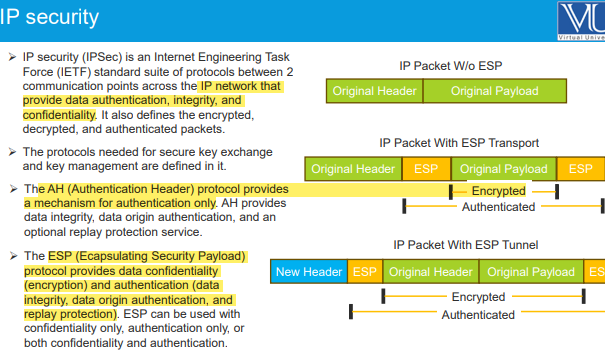 IP security
VU
Virtual Unive
➢ IP security (IPSec) is an Internet Engineering Task
Force (IETF) standard suite of protocols between 2
communication points across the IP network that
provide data authentication, integrity, and
confidentiality. It also defines the encrypted,
decrypted, and authenticated packets.
➢ The protocols needed for secure key exchange
and key management are defined in it.
➢ The AH (Authentication Header) protocol provides
a mechanism for authentication only. AH provides
data integrity, data origin authentication, and an
optional replay protection service.
➢ The ESP (Ecapsulating Security Payload)
protocol provides data confidentiality
(encryption) and authentication (data
integrity, data origin authentication, and
replay protection). ESP can be used with
confidentiality only, authentication only, or
both confidentiality and authentication.
IP Packet W/o ESP
Original Header Original Payload
IP Packet With ESP Transport
Original Header ESP Original Payload ESP
Encrypted
Authenticated
IP Packet With ESP Tunnel
New Header ESP Original Header Original Payload ES
Encrypted
Authenticated